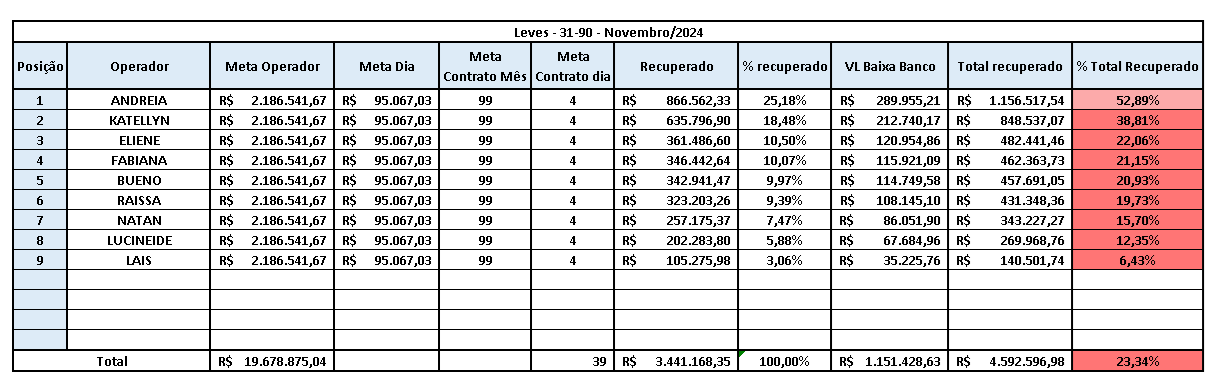 Leves - 31-90 - Novembro/2024
Posição Operador Meta Operador Meta Dia Meta Contrato Mês Meta Contrato dia Recuperado % recuperado VL Baixa Banco Total recuperado % Total Recuperado
1 ANDREIA R$ 2.186.541,67 R$ 95.067,03 99 4 R$ 866.562,33 25,18% R$ 289.955,21 R$ 1.156.517,54 52,89%
2 KATELLYN R$ 2.186.541,67 R$ 95.067,03 99 4 R$ 635.796,90 18,48% R$ 212.740,17 R$ 848.537,07 38,81%
3 ELIENE R$ 2.186.541,67 R$ 95.067,03 99 4 R$ 361.486,60 10,50% R$ 120.954,86 R$ 482.441,46 22,06%
4 FABIANA R$ 2.186.541,67 R$ 95.067,03 99 4 R$ 346.442,64 10,07% R$ 115.921,09 R$ 462.363,73 21,15%
5 BUENO R$ 2.186.541,67 R$ 95.067,03 99 4 R$ 342.941,47 9,97% R$ 114.749,58 R$ 457.691,05 20,93%
6 RAISSA R$ 2.186.541,67 R$ 95.067,03 99 4 R$ 323.203,26 9,39% R$ 108.145,10 R$ 431.348,36 19,73%
7 NATAN R$ 2.186.541,67 R$ 95.067,03 99 4 R$ 257.175,37 7,47% R$ 86.051,90 R$ 343.227,27 15,70%
8 LUCINEIDE R$ 2.186.541,67 R$ 95.067,03 99 4 R$ 202.283,80 5,88% R$ 67.684,96 R$ 269.968,76 12,35%
9 LAIS R$ 2.186.541,67 R$ 95.067,03 99 4 R$ 105.275,98 3,06% R$ 35.225,76 R$ 140.501,74 6,43%
Total R$ 19.678.875,04 39 R$ 3.441.168,35 100,00% R$ 1.151.428,63 R$ 4.592.596,98 23,34%